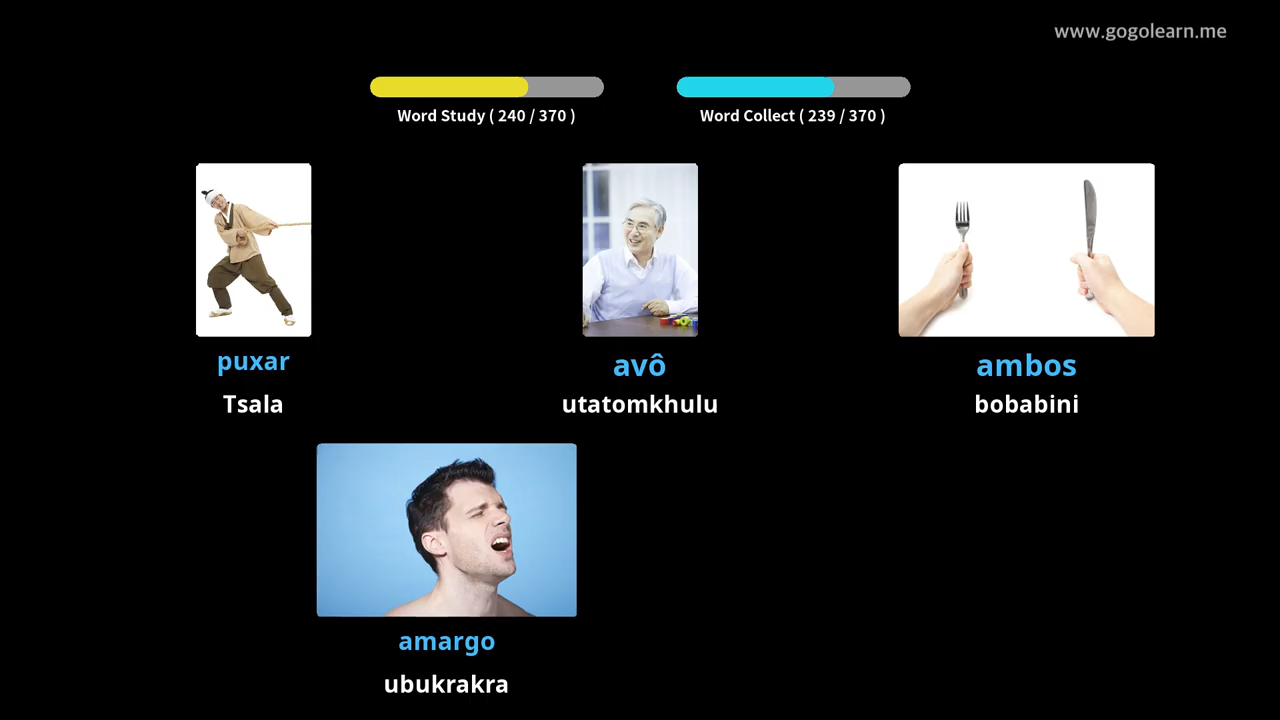 www.gogolearn.me
Word Study ( 240 / 370 )
Word Collect ( 239 / 370 )
puxar
Tsala
avô
utatomkhulu
ambos
bobabini
amargo
ubukrakra